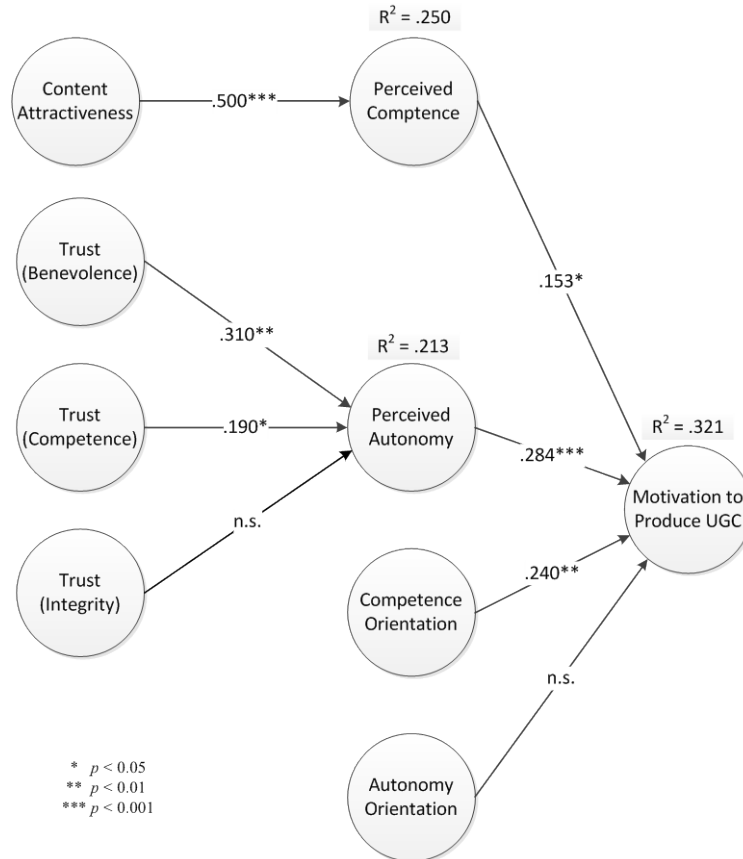 R² = .250
Content
Attractiveness
.500***
Perceived
Comptence
Trust
(Benevolence)
.153*
.310**
R² = .213
Trust
(Competence)
.190*
Perceived
Autonomy
R² = .321
.284***
Motivation to
Produce UGC
n.s.
Trust
(Integrity)
.240**
Competence
Orientation
n.s.
* p < 0.05
** p < 0.01
*** p < 0.001
Autonomy
Orientation